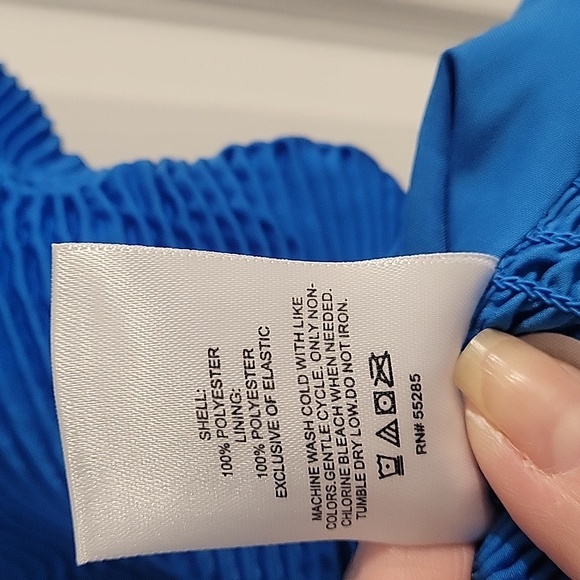 SHELL:
100% POLYESTER
LINING:
100% POLYESTER
EXCLUSIVE OF ELASTIC
MACHINE WASH COLD WITH LIKE
COLORS.GENTLE CYCLE. ONLY NON-
CHLORINE BLEACH WHEN NEEDED.
TUMBLE DRY LOW.DO NOT IRON.
RN# 55285